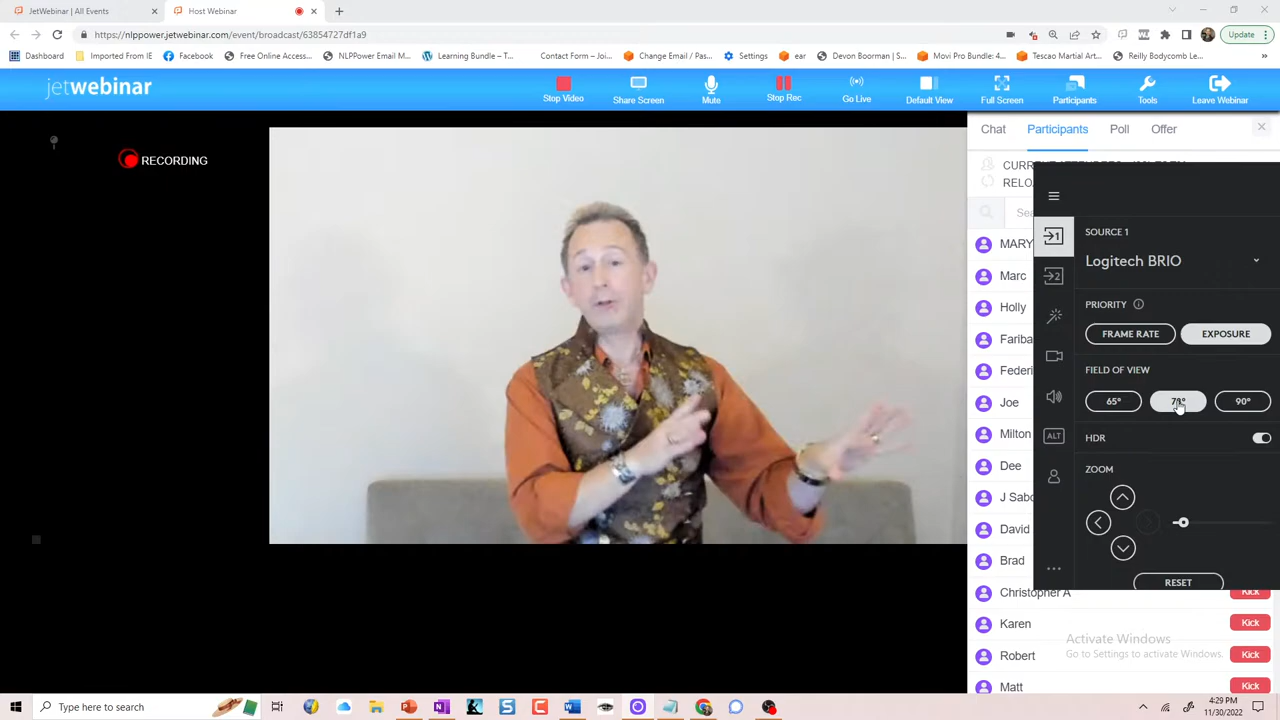 JetWebinar | All Events
Host Webinar
https://nlppower.jetwebinar.com/event/broadcast/63854727df1a9
Update
Dashboard
Imported From IE
Facebook
Free Online Access...
NLPPower Email M...
Learning Bundle – T...
Contact Form – Joi...
Change Email / Pas...
Settings
ear
Devon Boorman | S...
Movi Pro Bundle: 4...
Tescao Martial Art...
Reilly Bodycomb Le...
jetwebinar
Stop Video
Share Screen
Mute
Stop Rec
Go Live
Default View
Full Screen
Participants
Tools
Leave Webinar
Chat
Participants
Poll
Offer
RECORDING
RELO
Sea
MARY
Marc
Holly
Fariba
Federi
Joe
Milton
Dee
J Sabo
David
Brad
Christopher A
Kick
Karen
Kick
Robert
Kick
Matt
Kick
SOURCE 1
Logitech BRIO
PRIORITY
FRAME RATE
EXPOSURE
FIELD OF VIEW
65°
90°
HDR
ZOOM
RESET
ALT
Activate Windows
Go to Settings to activate Windows.
Type here to search
4:29 PM
11/30/2022